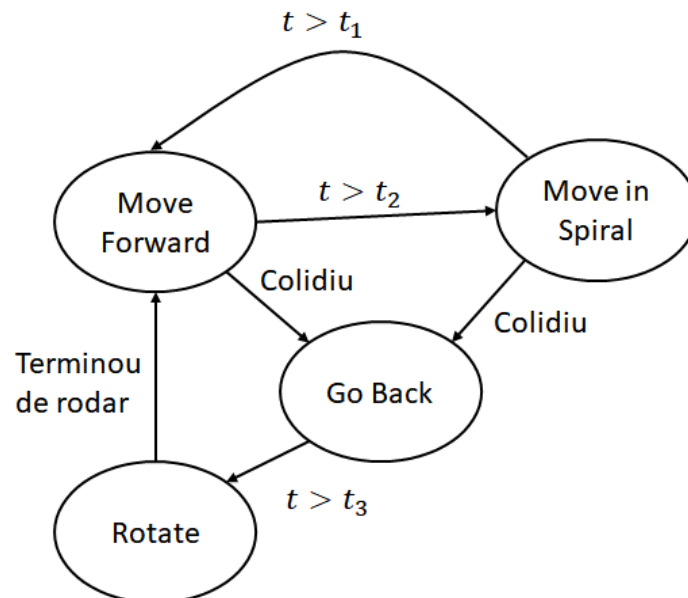 t > t₁
Move
Forward
t > t₂
Move in
Spiral
Colidiu
Colidiu
Terminou
de rodar
Go Back
t > t₃
Rotate